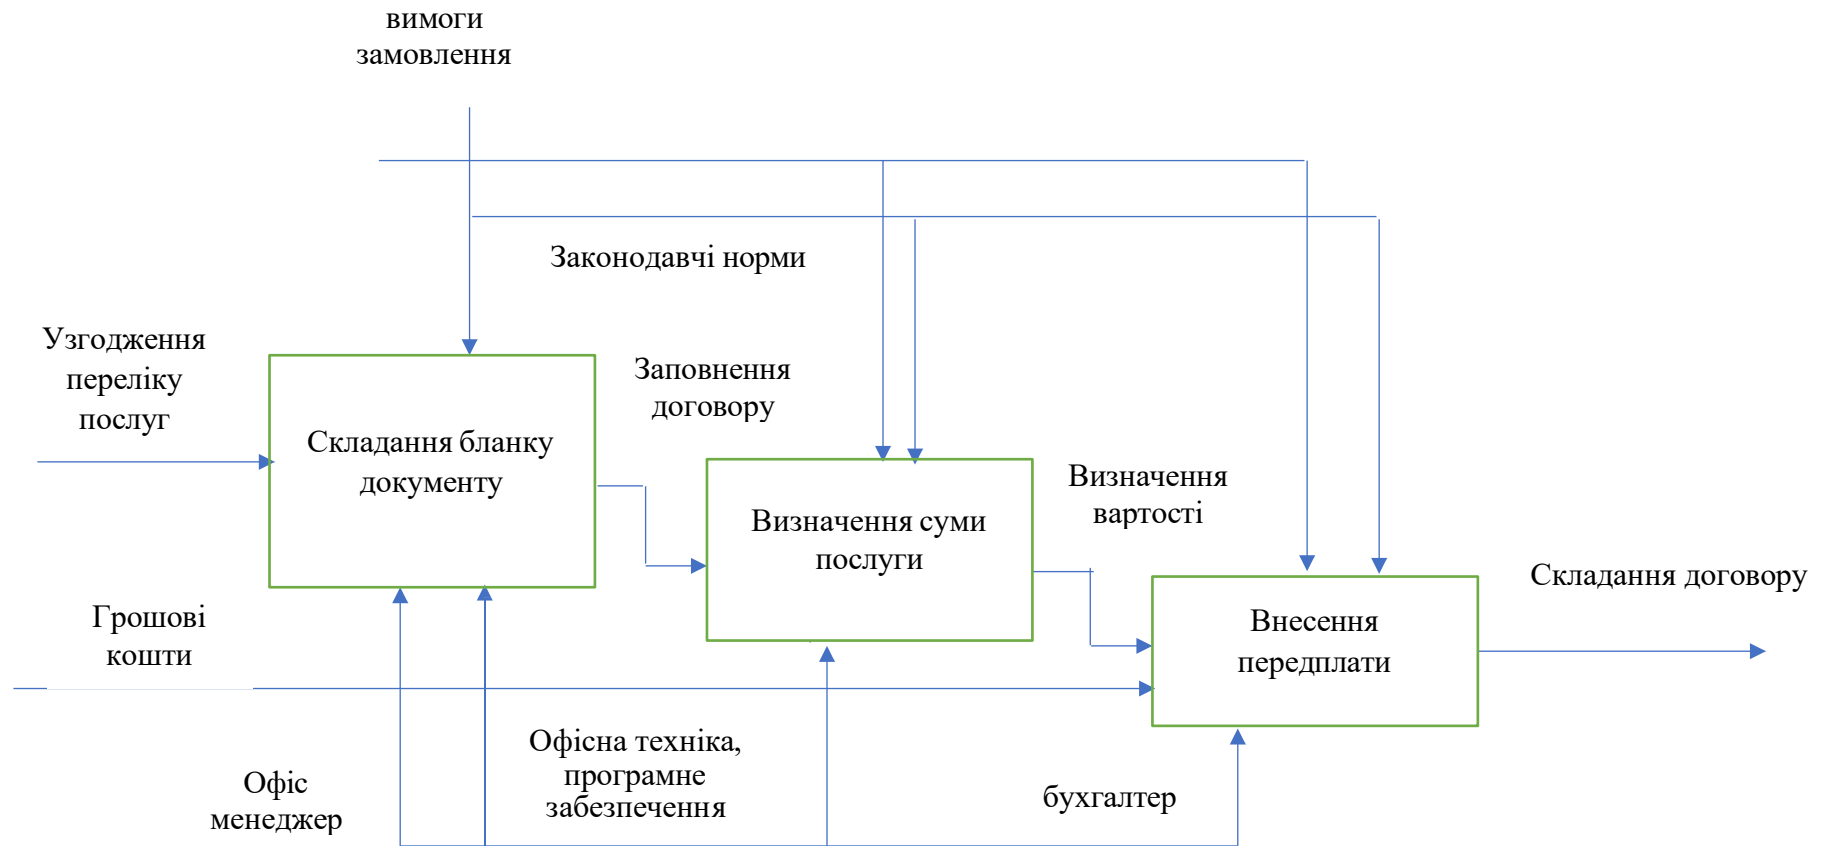 вимоги
замовлення
Законодавчі норми
Узгодження
переліку
послуг
Заповнення
договору
Складання бланку
документу
Визначення
вартості
Визначення суми
послуги
Складання договору
Грошові
кошти
Внесення
передплати
Офісна техніка,
програмне
забезпечення
Офіс
менеджер
бухгалтер